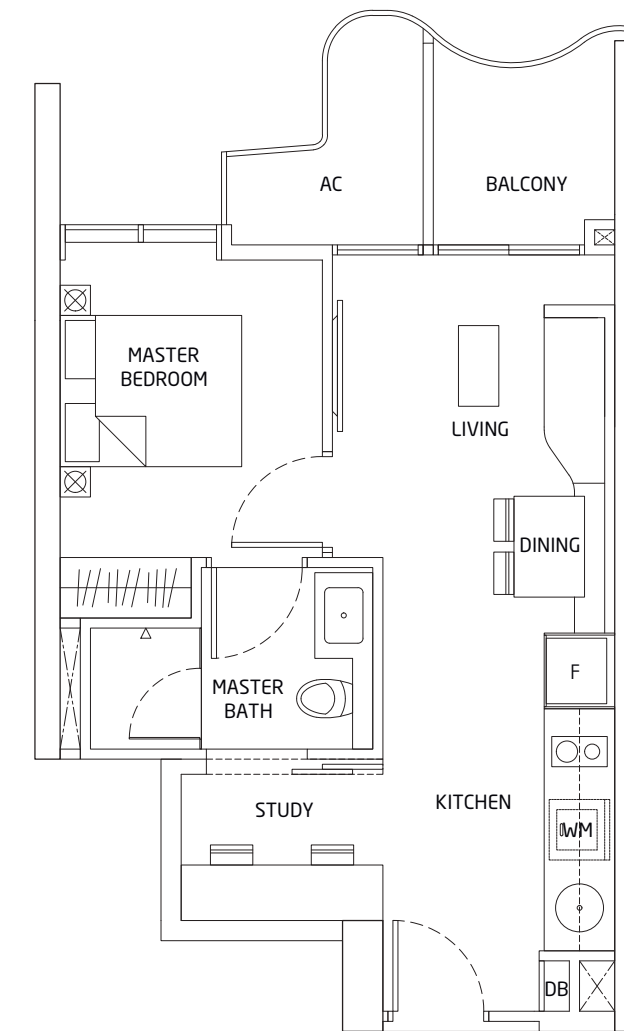 AC
BALCONY
MASTER
BEDROOM
LIVING
DINING
F
MASTER
BATH
STUDY
KITCHEN
WM
DB